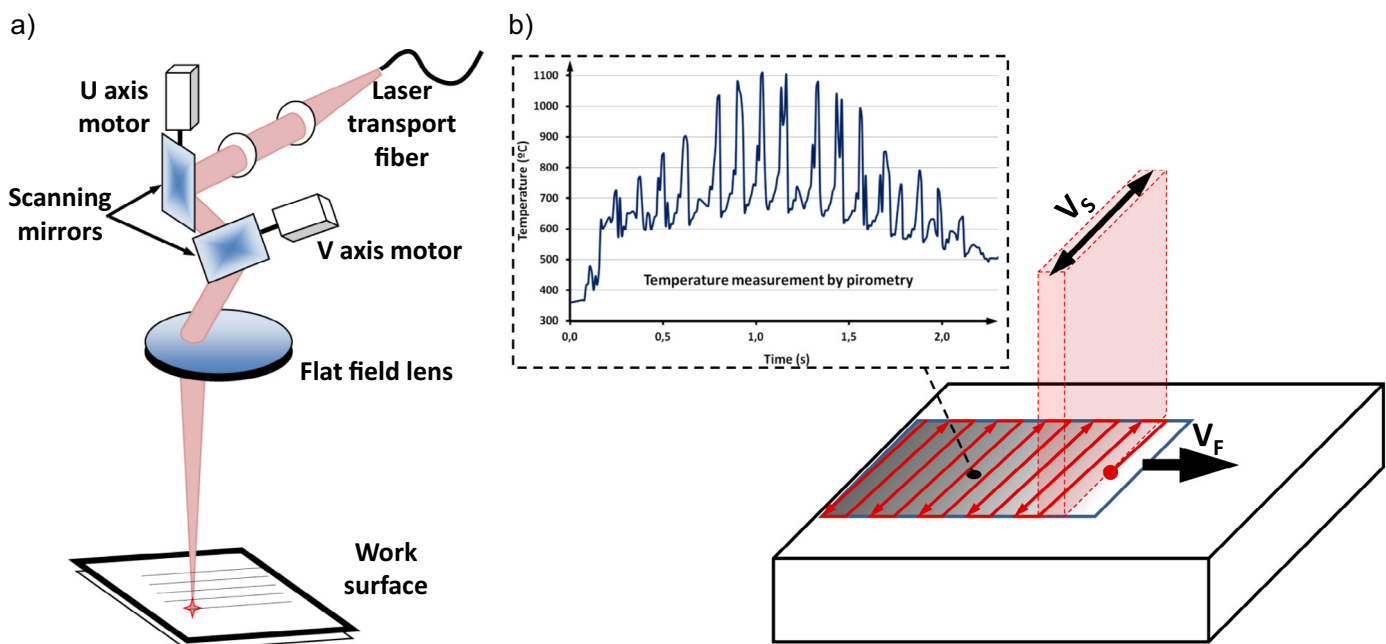 a)
U axis
motor
Laser
transport
fiber
Scanning
mirrors
V axis motor
Flat field lens
Work
surface
b)
Temperature (ºC)
1100
1000
900
800
700
600
500
400
300
0,0
0,5
1,0
1,5
2,0
Time (s)
Temperature measurement by pirometry
VS
VF